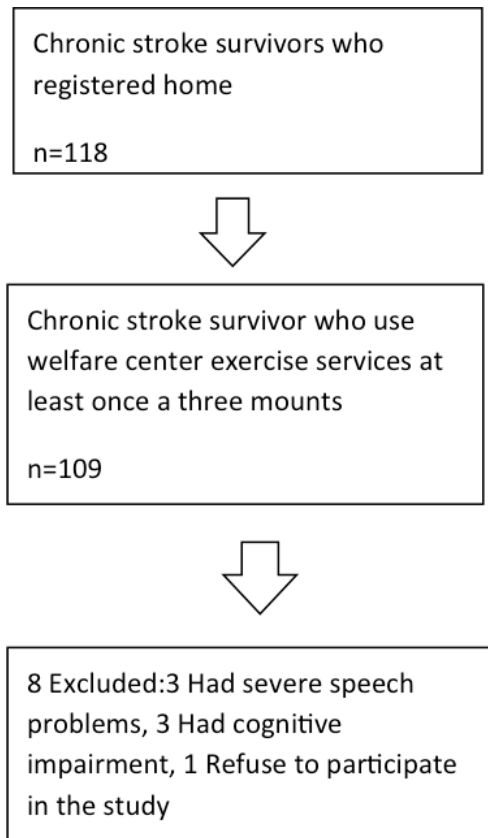 Chronic stroke survivors who
registered home
n=118
Chronic stroke survivor who use
welfare center exercise services at
least once a three mounts
n=109
8 Excluded:3 Had severe speech
problems, 3 Had cognitive
impairment, 1 Refuse to participate
in the study